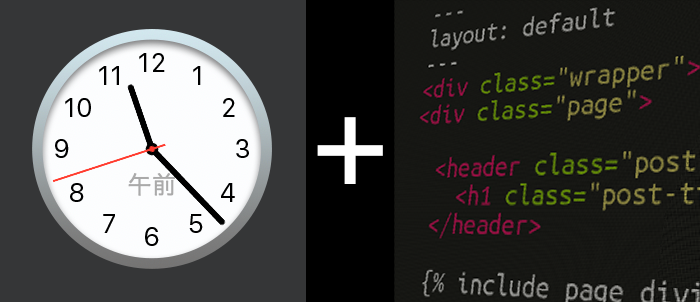 12
11
1
10
2
9
3
8
午前
4
7
5
6
+
---
layout: default
---
<div class="wrapper">
<div class="page">
<header class="post
<h1 class="post-t
</header>
{% include page divi